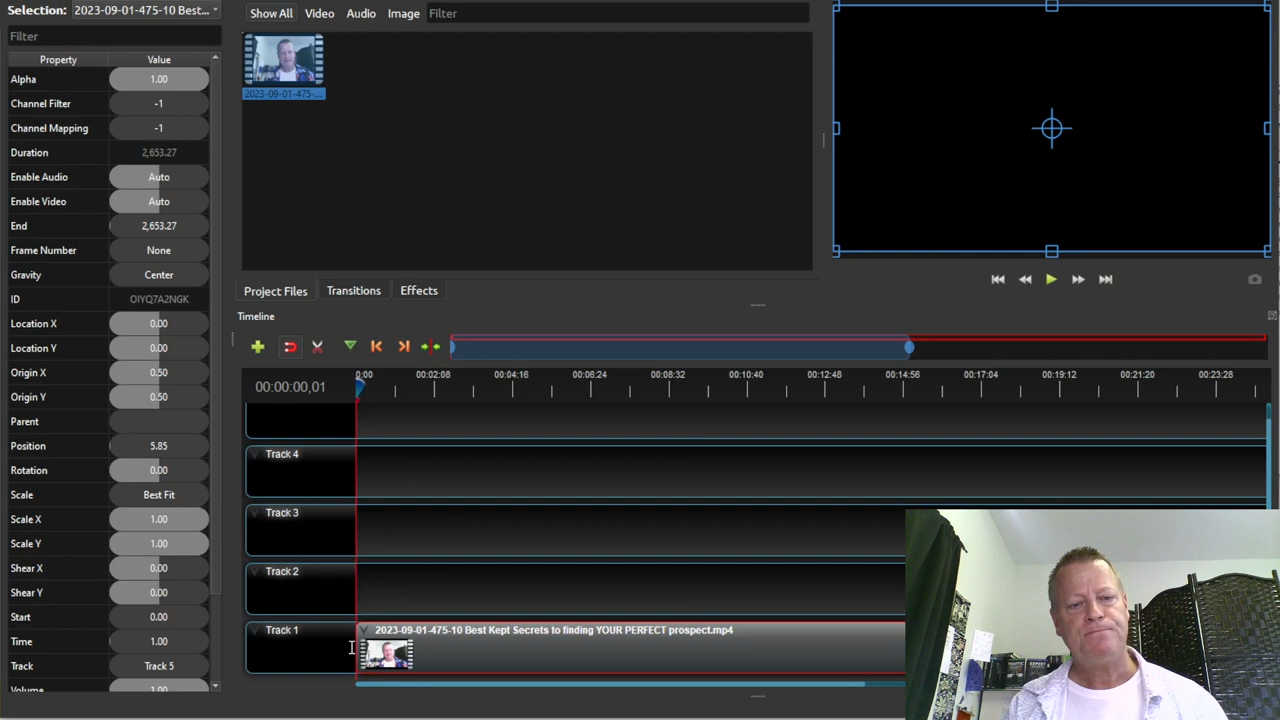 Selection: 2023-09-01-475-10 Best...
Filter
Property Value
Alpha 1.00
Channel Filter -1
Channel Mapping -1
Duration 2,653.27
Enable Audio Auto
Enable Video Auto
End 2,653.27
Frame Number None
Gravity Center
ID OIYQ7A2NGK
Location X 0.00
Location Y 0.00
Origin X 0.50
Origin Y 0.50
Parent
Position 5.85
Rotation 0.00
Scale Best Fit
Scale X 1.00
Scale Y 1.00
Shear X 0.00
Shear Y 0.00
Start 0.00
Time 1.00
Track Track 5
Volume 1.00
Show All Video Audio Image Filter
2023-09-01-475-...
Project Files Transitions Effects
Timeline
00:00:00,01
0:00 00:02:08 00:04:16 00:06:24 00:08:32 00:10:40 00:12:48 00:14:56 00:17:04 00:19:12 00:21:20 00:23:28
Track 4
Track 3
Track 2
Track 1
2023-09-01-475-10 Best Kept Secrets to finding YOUR PERFECT prospect.mp4